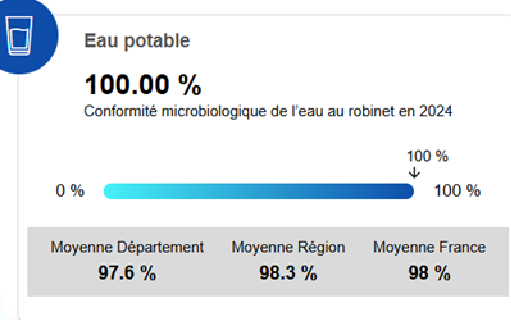 Eau potable
100.00 %
Conformité microbiologique de l'eau au robinet en 2024
100 %
0 % 100 %
Moyenne Département Moyenne Région Moyenne France
97.6 % 98.3 % 98 %